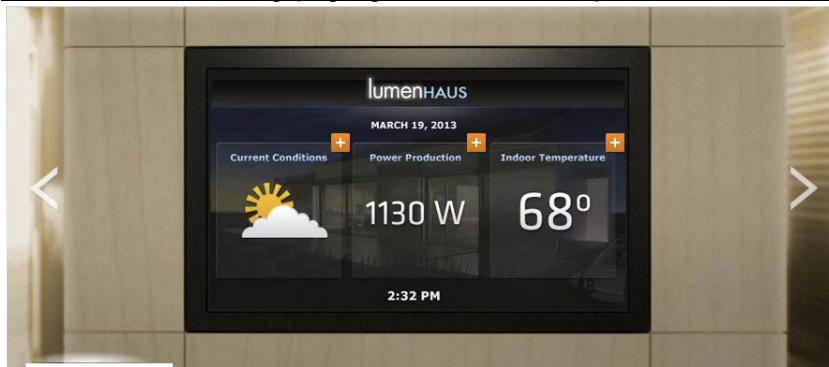 lumenHAUS
MARCH 19, 2013
Current Conditions
Power Production
Indoor Temperature
1130 W
68°
2:32 PM